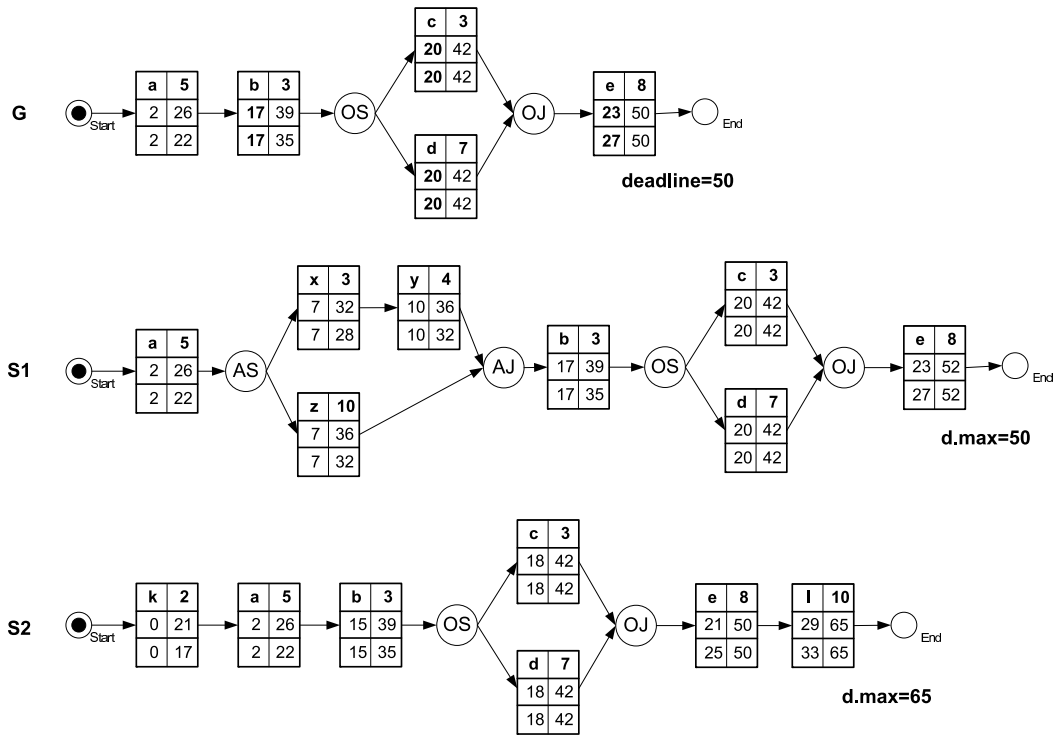 G
Start
a 5
2 26
2 22
b 3
17 39
17 35
OS
c 3
20 42
20 42
d 7
20 42
20 42
OJ
e 8
23 50
27 50
End
deadline=50
S1
Start
a 5
2 26
2 22
AS
x 3
7 32
7 28
y 4
10 36
10 32
z 10
7 36
7 32
AJ
b 3
17 39
17 35
OS
c 3
20 42
20 42
d 7
20 42
20 42
OJ
e 8
23 52
27 52
End
d.max=50
S2
Start
k 2
0 21
0 17
a 5
2 26
2 22
b 3
15 39
15 35
OS
c 3
18 42
18 42
d 7
18 42
18 42
OJ
e 8
21 50
25 50
l 10
29 65
33 65
End
d.max=65